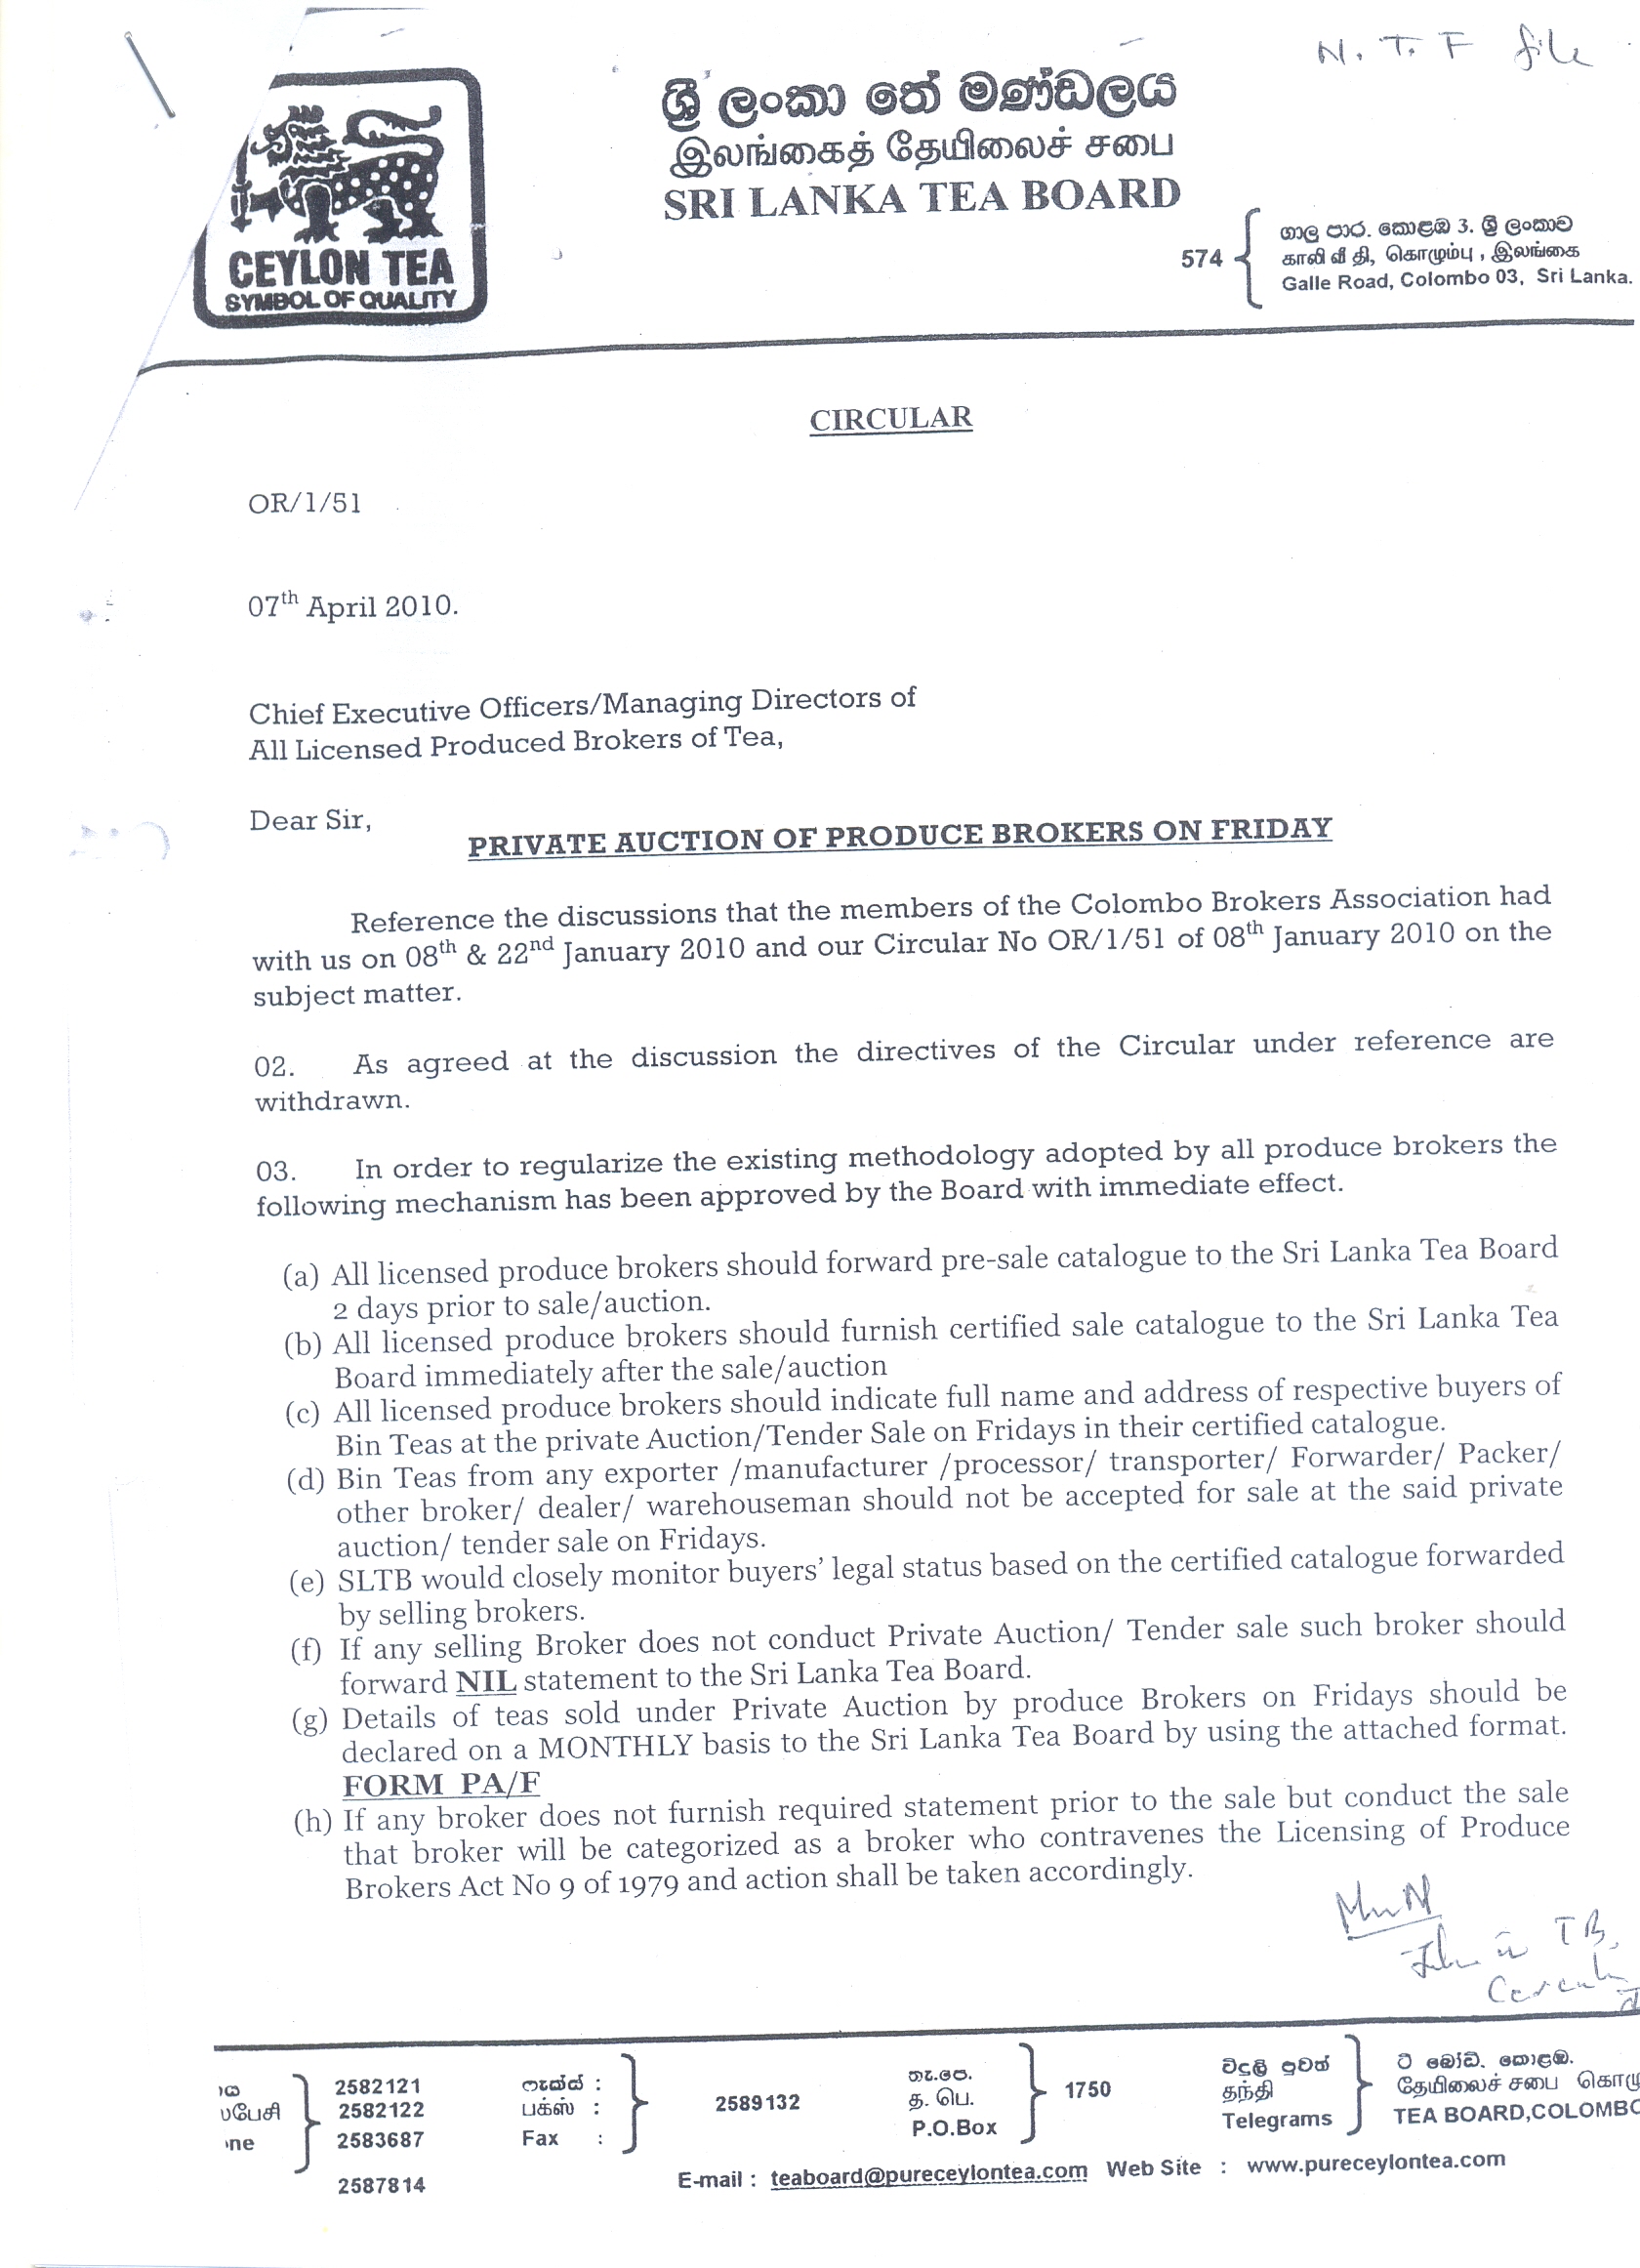 N. T. F file
ශ්‍රී ලංකා තේ මණ්ඩලය
இலங்கைத் தேயிலைச் சபை
SRI LANKA TEA BOARD
CEYLON TEA
SYMBOL OF QUALITY
574
ගාලු පාර. කොළඹ 3. ශ්‍රී ලංකාව
காலி வீதி, கொழும்பு, இலங்கை
Galle Road, Colombo 03, Sri Lanka.
CIRCULAR
OR/1/51
07th April 2010.
Chief Executive Officers/Managing Directors of
All Licensed Produced Brokers of Tea,
Dear Sir,
PRIVATE AUCTION OF PRODUCE BROKERS ON FRIDAY
Reference the discussions that the members of the Colombo Brokers Association had
with us on 08th & 22nd January 2010 and our Circular No OR/1/51 of 08th January 2010 on the
subject matter.
02. As agreed at the discussion the directives of the Circular under reference are
withdrawn.
03. In order to regularize the existing methodology adopted by all produce brokers the
following mechanism has been approved by the Board with immediate effect.
(a) All licensed produce brokers should forward pre-sale catalogue to the Sri Lanka Tea Board
2 days prior to sale/auction.
(b) All licensed produce brokers should furnish certified sale catalogue to the Sri Lanka Tea
Board immediately after the sale/auction
(c) All licensed produce brokers should indicate full name and address of respective buyers of
Bin Teas at the private Auction/Tender Sale on Fridays in their certified catalogue.
(d) Bin Teas from any exporter /manufacturer /processor/ transporter/ Forwarder/ Packer/
other broker/ dealer/ warehouseman should not be accepted for sale at the said private
auction/ tender sale on Fridays.
(e) SLTB would closely monitor buyers’ legal status based on the certified catalogue forwarded
by selling brokers.
(f) If any selling Broker does not conduct Private Auction/ Tender sale such broker should
forward NIL statement to the Sri Lanka Tea Board.
(g) Details of teas sold under Private Auction by produce Brokers on Fridays should be
declared on a MONTHLY basis to the Sri Lanka Tea Board by using the attached format.
FORM PA/F
(h) If any broker does not furnish required statement prior to the sale but conduct the sale
that broker will be categorized as a broker who contravenes the Licensing of Produce
Brokers Act No 9 of 1979 and action shall be taken accordingly.
TB,
2582121
2582122
2583687
2587814
ෆැක්ස් :
பக்ஸ் :
Fax :
2589132
තැ.පෙ.
த. பெ.
P.O.Box
1750
විදුලි පුවත්
தந்தி
Telegrams
ටී බෝඩ්. කොළඹ.
தேயிலைச் சபை
TEA BOARD,COLOMBO
E-mail : teaboard@pureceylontea.com Web Site : www.pureceylontea.com